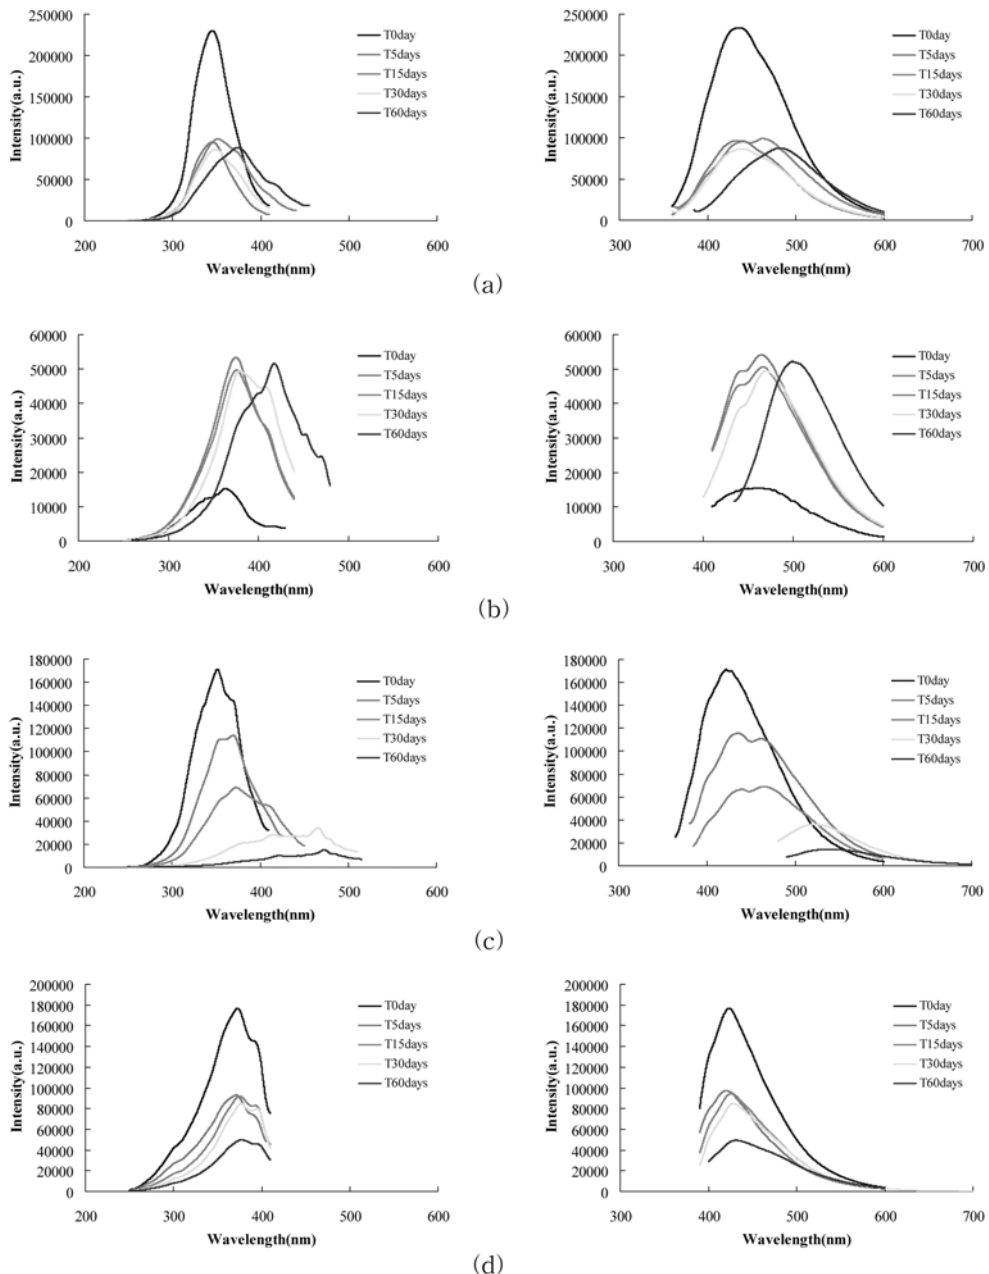 250000
200000
150000
100000
50000
0
Intensity(a.u.)
200 300 400 500 600
Wavelength(nm)
T0day
T5days
T15days
T30days
T60days
250000
200000
150000
100000
50000
0
Intensity(a.u.)
300 400 500 600 700
Wavelength(nm)
T0day
T5days
T15days
T30days
T60days
(a)
60000
50000
40000
30000
20000
10000
0
Intensity(a.u.)
200 300 400 500 600
Wavelength(nm)
T0day
T5days
T15days
T30days
T60days
60000
50000
40000
30000
20000
10000
0
Intensity(a.u.)
300 400 500 600 700
Wavelength(nm)
T0day
T5days
T15days
T30days
T60days
(b)
180000
160000
140000
120000
100000
80000
60000
40000
20000
0
Intensity(a.u.)
200 300 400 500 600
Wavelength(nm)
T0day
T5days
T15days
T30days
T60days
180000
160000
140000
120000
100000
80000
60000
40000
20000
0
Intensity(a.u.)
300 400 500 600 700
Wavelength(nm)
T0day
T5days
T15days
T30days
T60days
(c)
200000
180000
160000
140000
120000
100000
80000
60000
40000
20000
0
Intensity(a.u.)
200 300 400 500 600
Wavelength(nm)
T0day
T5days
T15days
T30days
T60days
200000
180000
160000
140000
120000
100000
80000
60000
40000
20000
0
Intensity(a.u.)
300 400 500 600 700
Wavelength(nm)
T0day
T5days
T15days
T30days
T60days
(d)